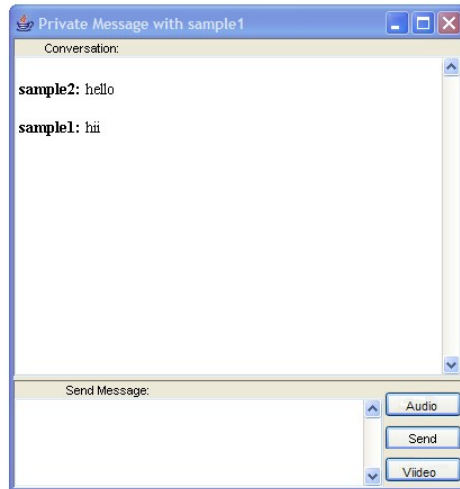 Private Message with sample1
Conversation:
sample2: hello
sample1: hii
Send Message:
Audio
Send
Viideo